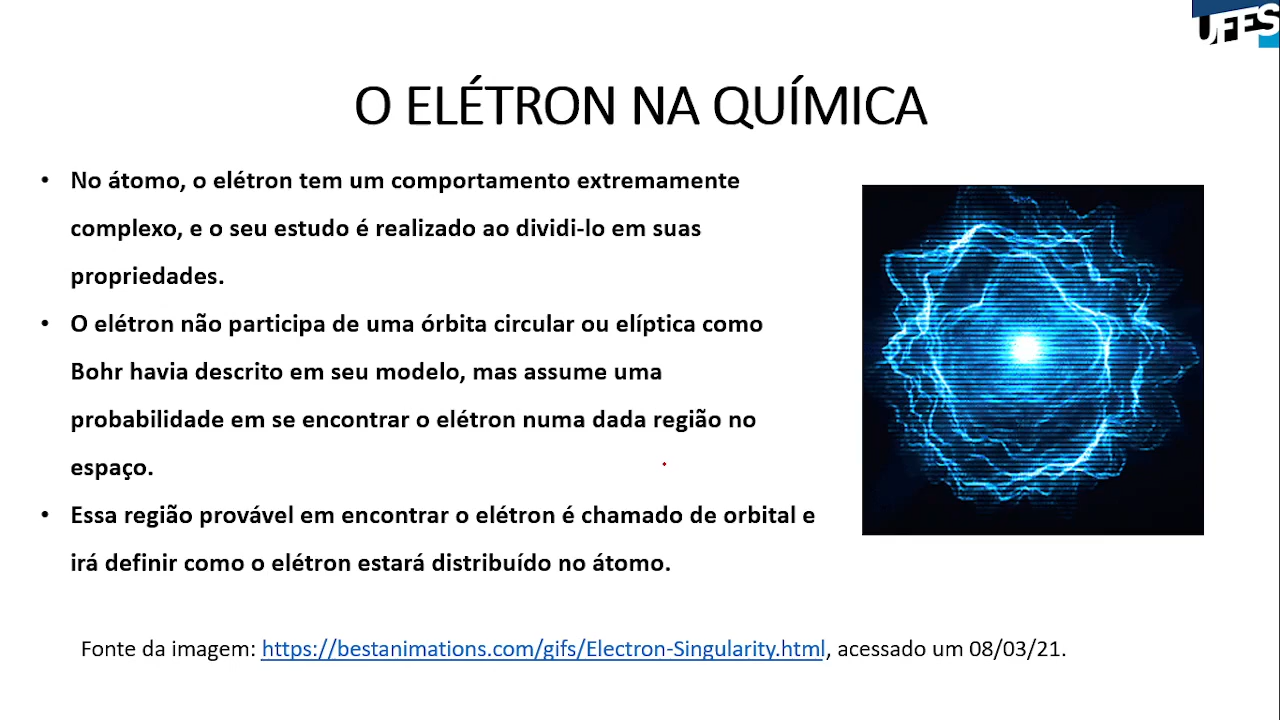 UFES
O ELÉTRON NA QUÍMICA
• No átomo, o elétron tem um comportamento extremamente
complexo, e o seu estudo é realizado ao dividi-lo em suas
propriedades.
• O elétron não participa de uma órbita circular ou elíptica como
Bohr havia descrito em seu modelo, mas assume uma
probabilidade em se encontrar o elétron numa dada região no
espaço.
• Essa região provável em encontrar o elétron é chamado de orbital e
irá definir como o elétron estará distribuído no átomo.
Fonte da imagem: https://bestanimations.com/gifs/Electron-Singularity.html, acessado um 08/03/21.